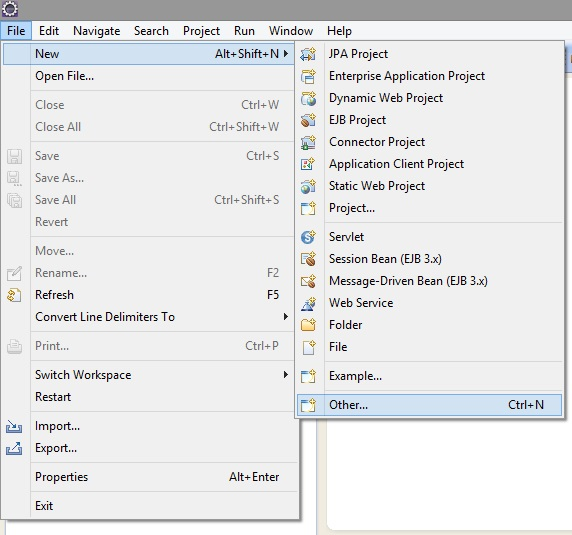 File Edit Navigate Search Project Run Window Help
New Alt+Shift+N
Open File...
Close Ctrl+W
Close All Ctrl+Shift+W
Save Ctrl+S
Save As...
Save All Ctrl+Shift+S
Revert
Move...
Rename... F2
Refresh F5
Convert Line Delimiters To
Print... Ctrl+P
Switch Workspace
Restart
Import...
Export...
Properties Alt+Enter
Exit
JPA Project
Enterprise Application Project
Dynamic Web Project
EJB Project
Connector Project
Application Client Project
Static Web Project
Project...
Servlet
Session Bean (EJB 3.x)
Message-Driven Bean (EJB 3.x)
Web Service
Folder
File
Example...
Other... Ctrl+N